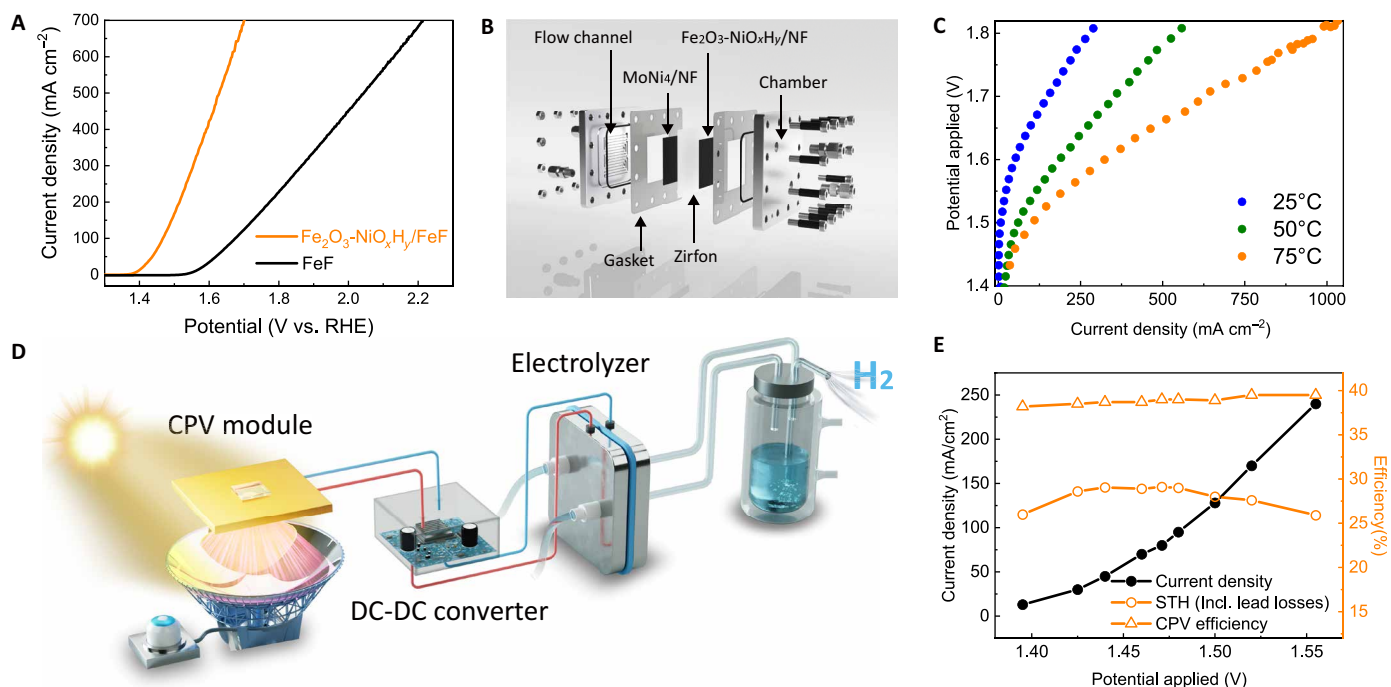 A
700
600
500
400
300
200
100
0
Current density (mA cm⁻²)
Fe₂O₃-NiOₓHᵧ/FeF
FeF
1.4
1.6
1.8
2.0
2.2
Potential (V vs. RHE)
B
Flow channel
MoNi₄/NF
Fe₂O₃-NiOₓHᵧ/NF
Chamber
Gasket
Zirfon
C
1.8
1.7
1.6
1.5
1.4
Potential applied (V)
25°C
50°C
75°C
0
250
500
750
1000
Current density (mA cm⁻²)
D
CPV module
DC-DC converter
Electrolyzer
H₂
E
250
200
150
100
50
0
Current density (mA/cm²)
Current density
STH (Incl. lead losses)
CPV efficiency
40
35
30
25
20
15
Efficiency(%)
1.40
1.45
1.50
1.55
Potential applied (V)